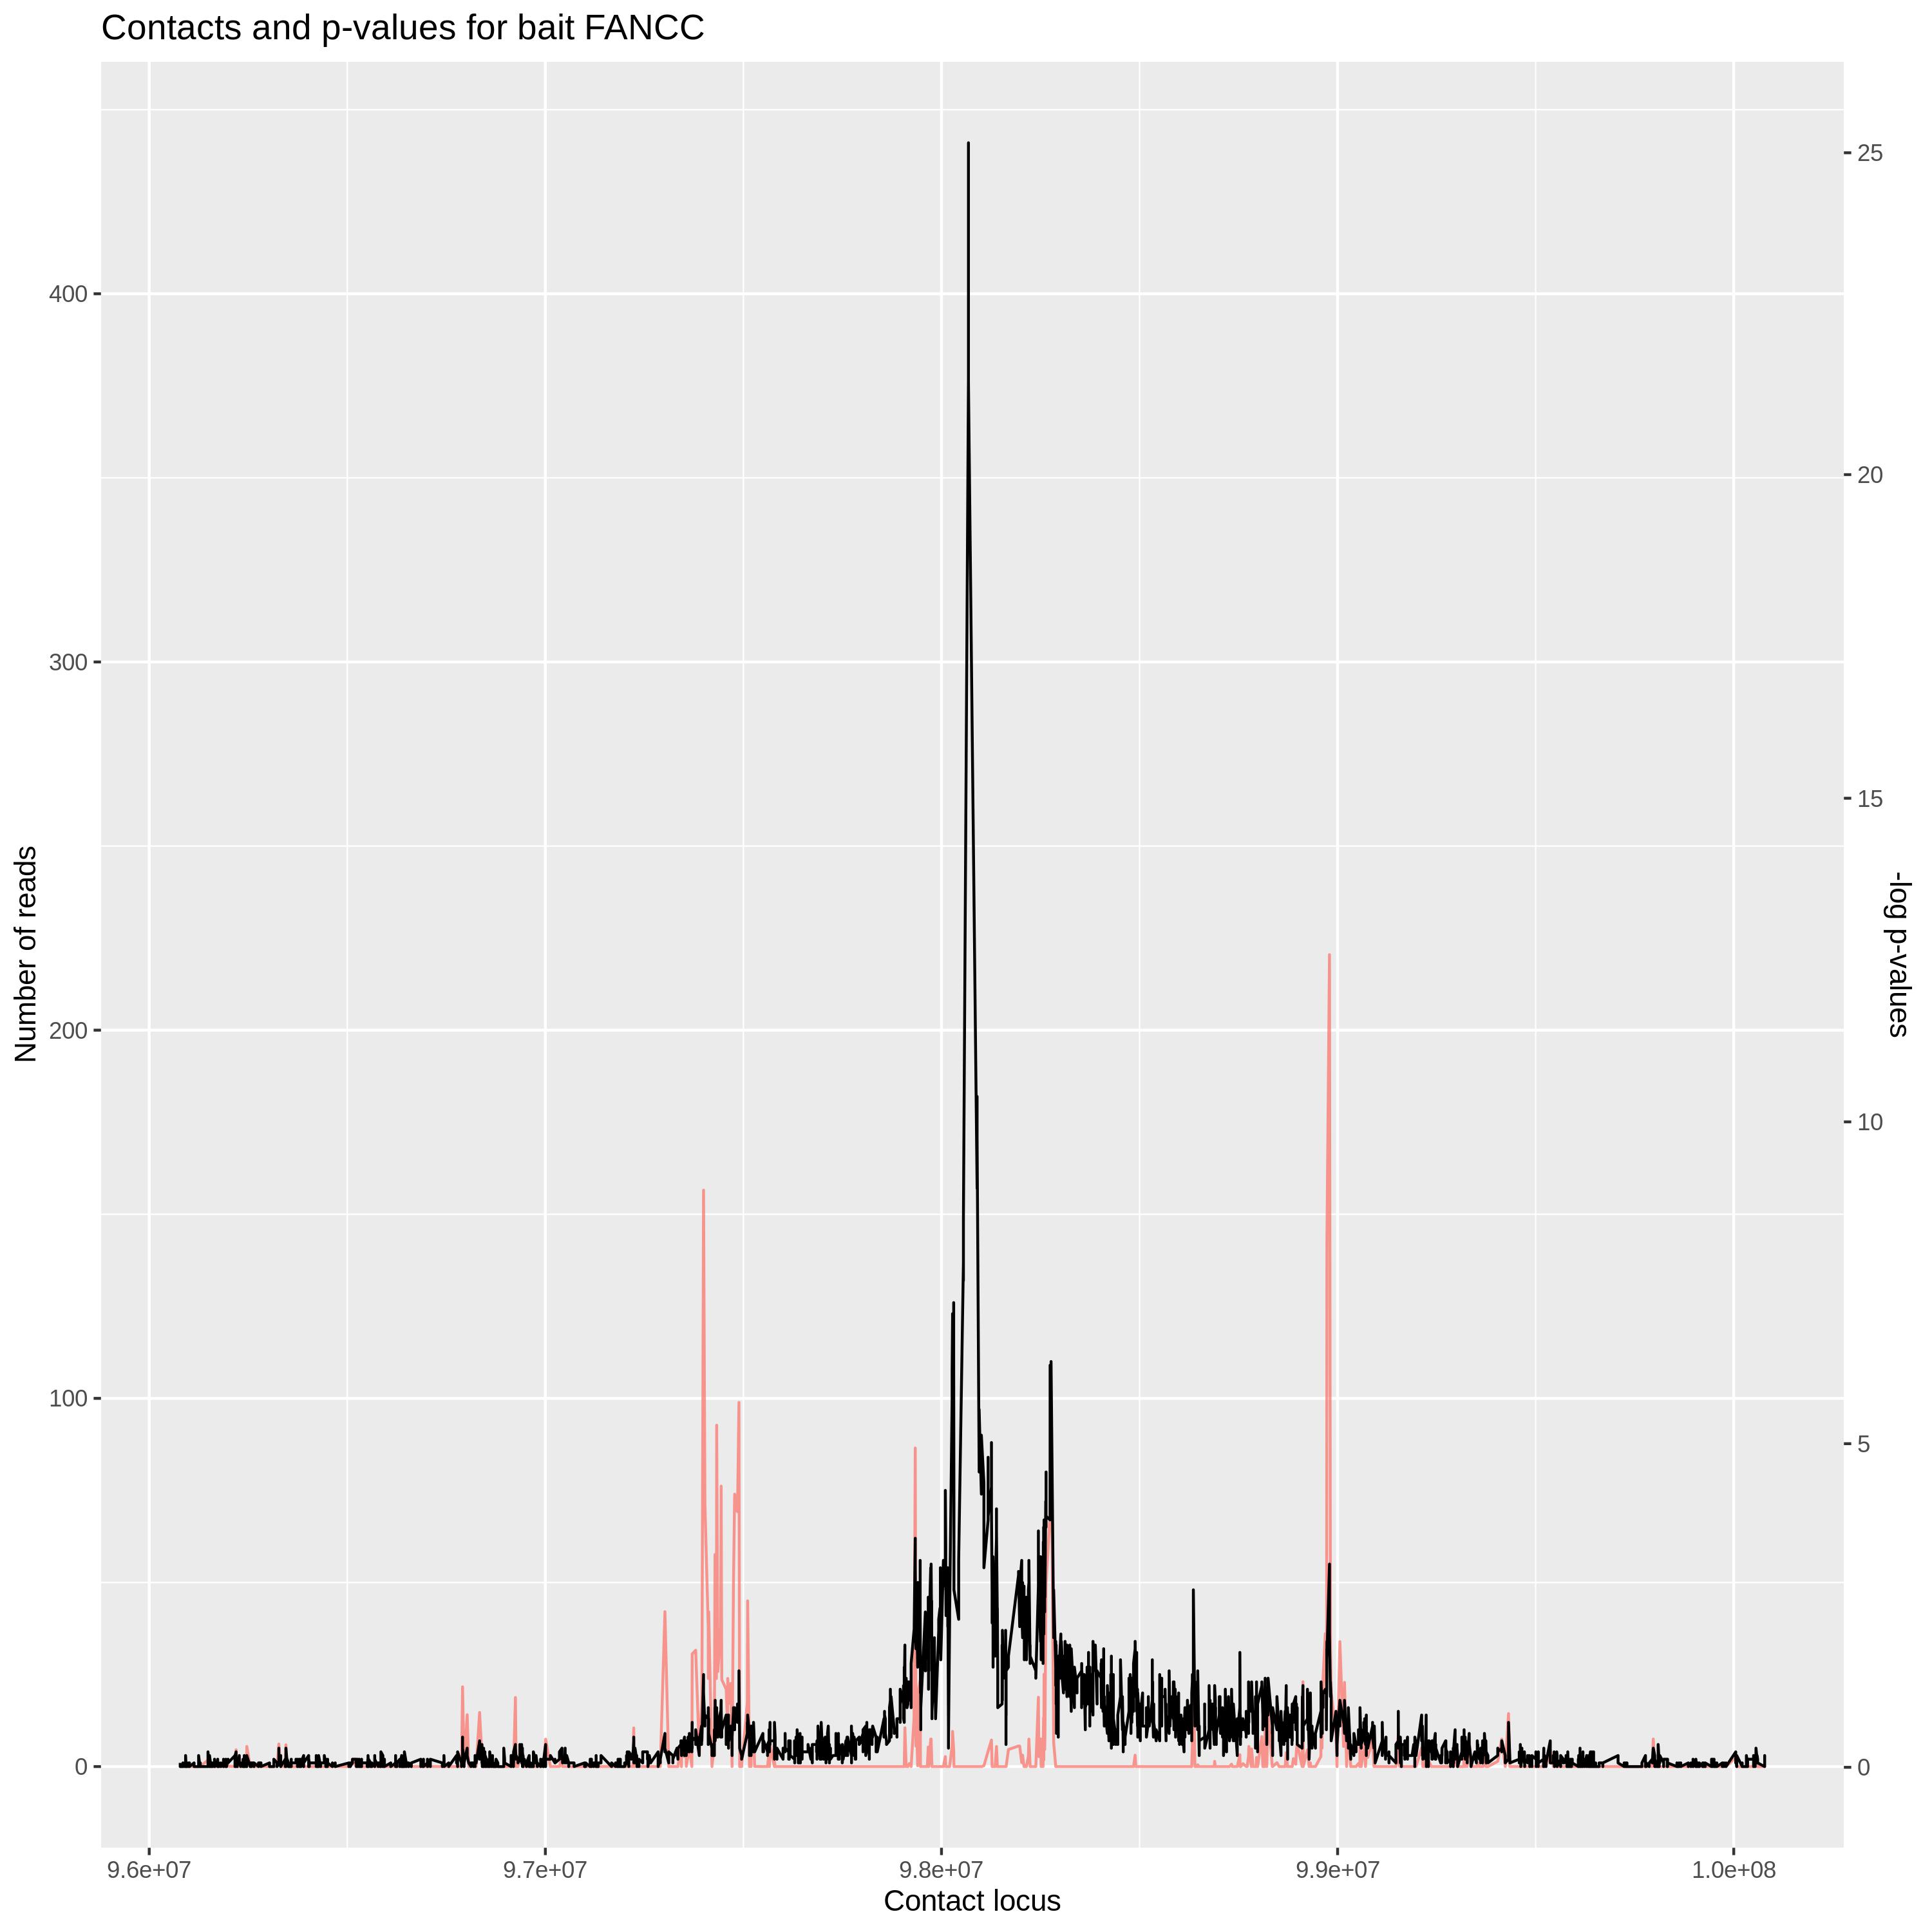 Contacts and p-values for bait FANCC
400
300
200
100
0
Number of reads
25
20
15
10
5
0
-log p-values
9.6e+07
9.7e+07
9.8e+07
9.9e+07
1.0e+08
Contact locus